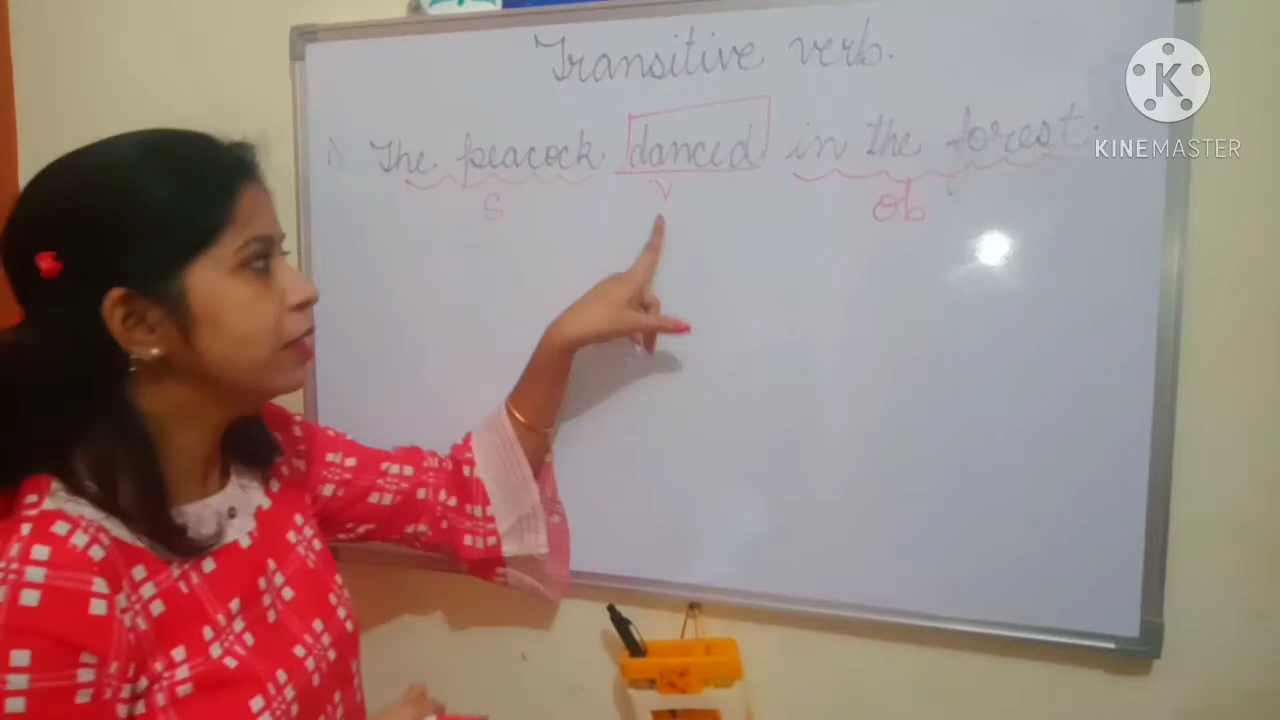 Transitive verb.
i) The peacock danced in the forest.
S V Ob
K
KINEMASTER